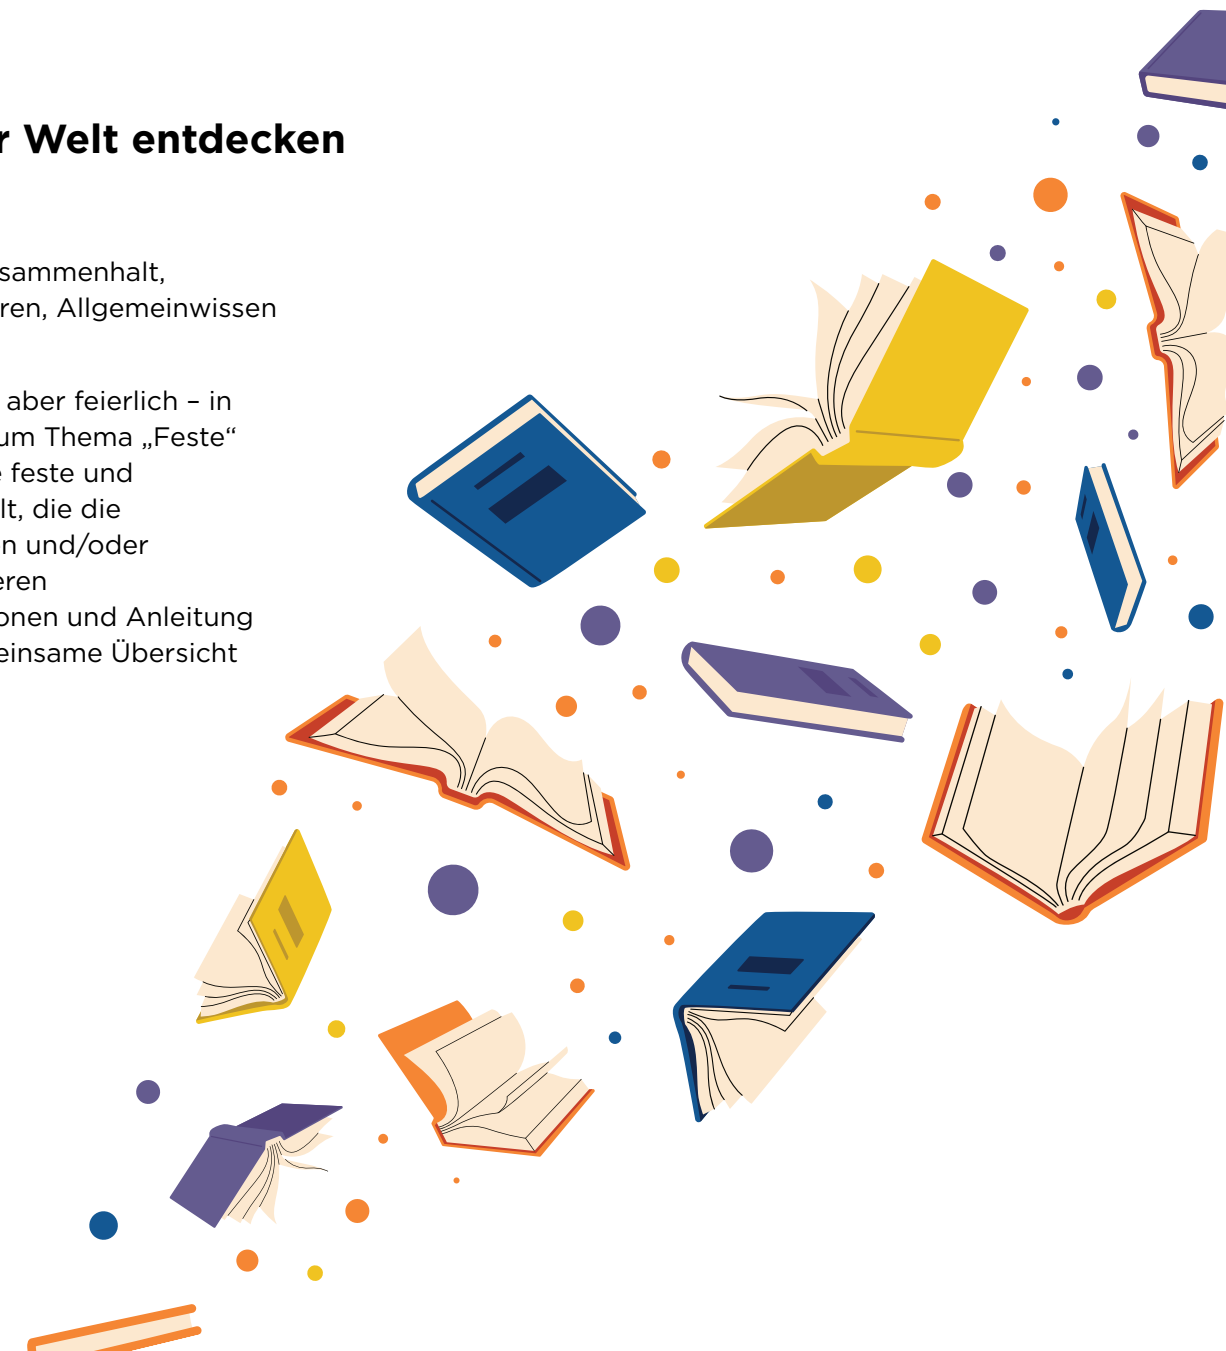 r Welt entdecken
sammenhalt,
ren, Allgemeinwissen
aber feierlich – in
um Thema „Feste“
e feste und
lt, die die
n und/oder
eren
onen und Anleitung
einsame Übersicht